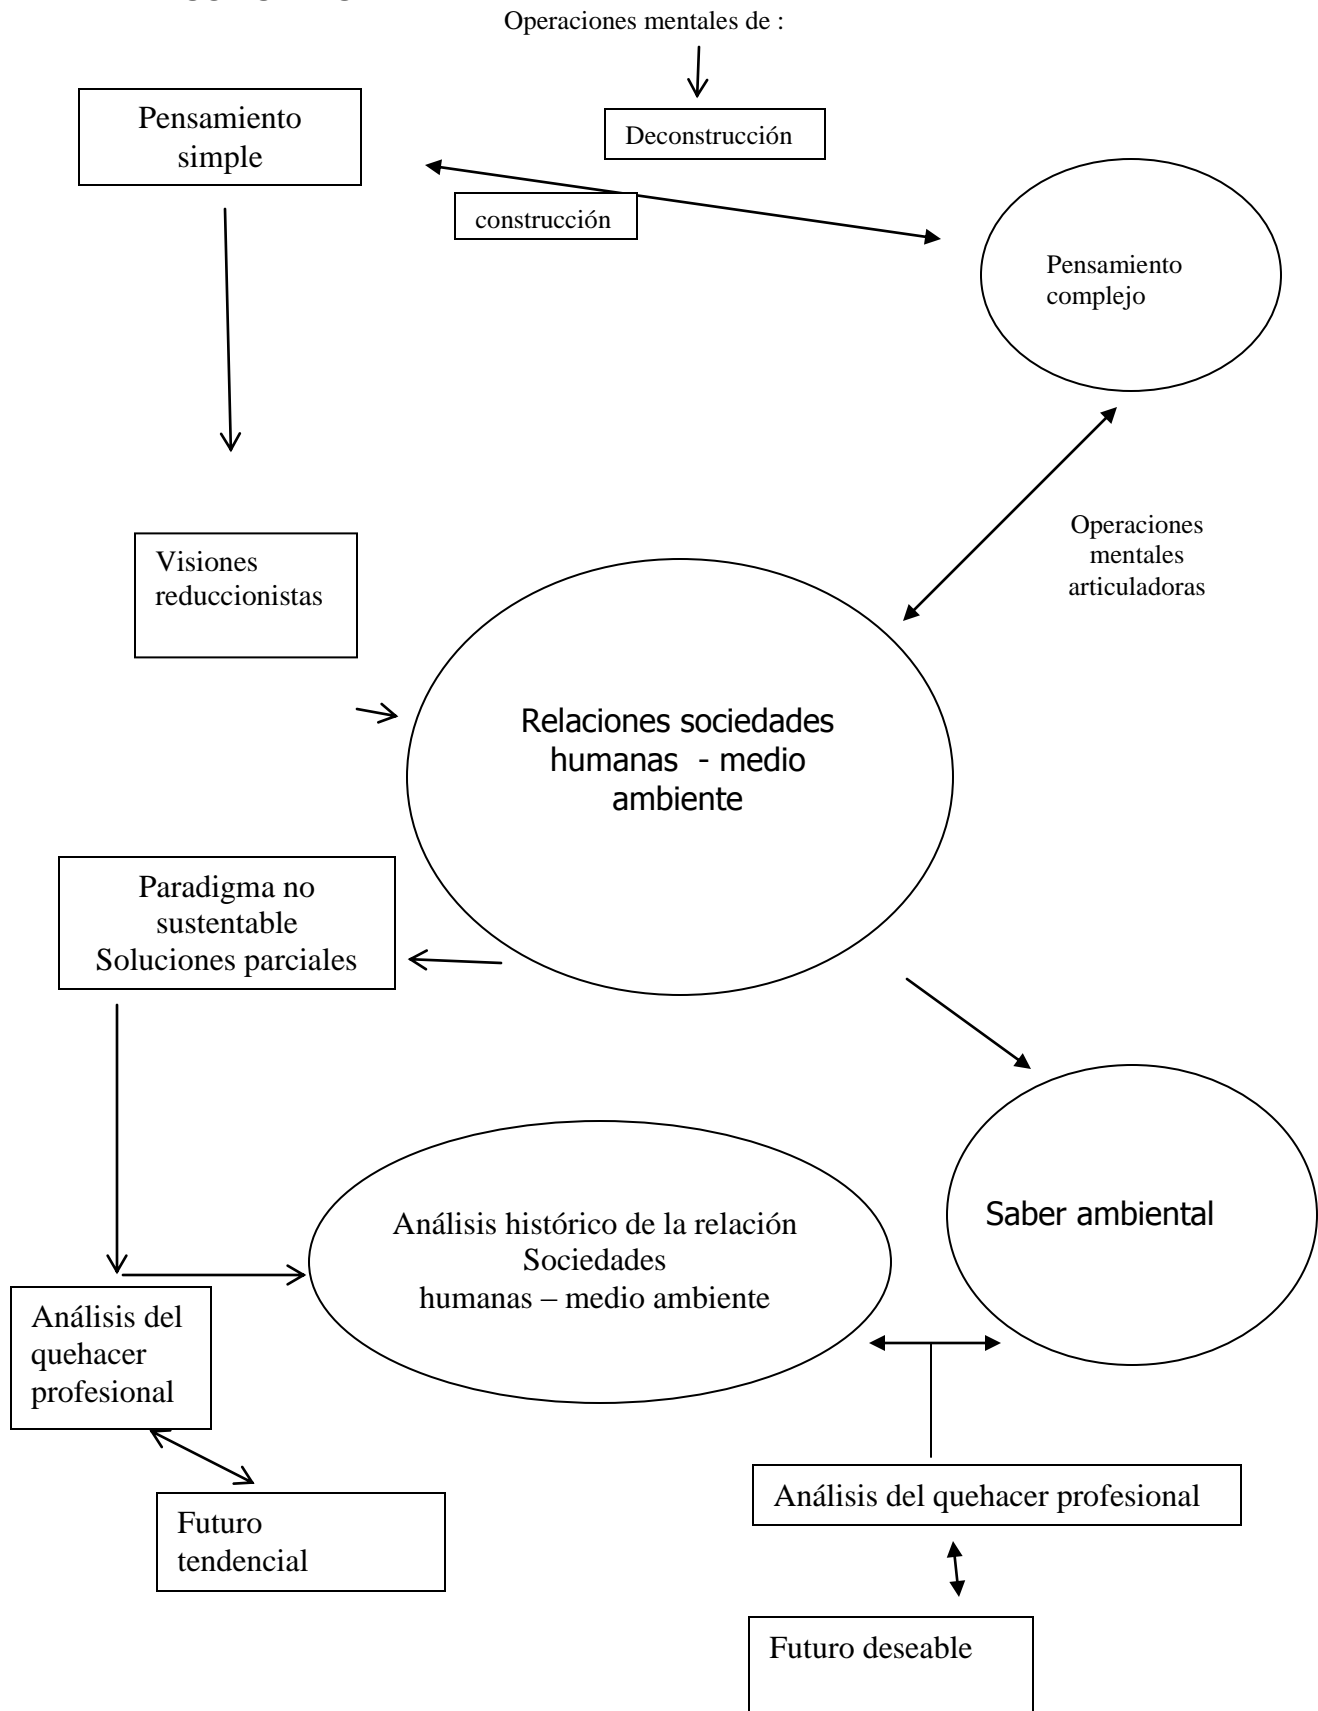 Operaciones mentales de :
Pensamiento
simple
Deconstrucción
construcción
Pensamiento
complejo
Operaciones
mentales
articuladoras
Visiones
reduccionistas
Relaciones sociedades
humanas  - medio
ambiente
Paradigma no
sustentable
Soluciones parciales
Saber ambiental
Análisis histórico de la relación
Sociedades
humanas – medio ambiente
Análisis del
quehacer
profesional
Análisis del quehacer profesional
Futuro
tendencial
Futuro deseable